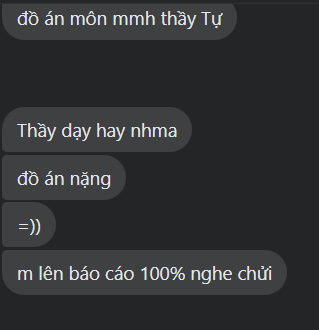 đồ án môn mmh thầy Tự
Thầy dạy hay nhma
đồ án nặng
=))
m lên báo cáo 100% nghe chửi